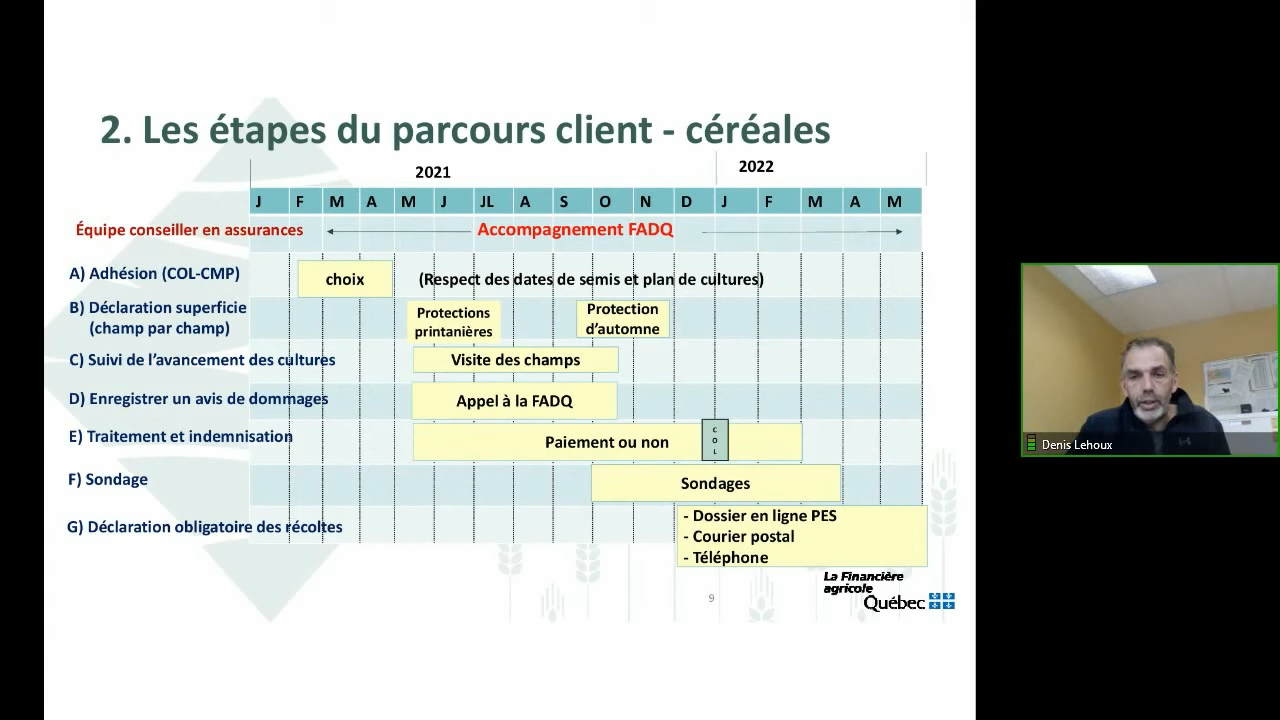 2. Les étapes du parcours client - céréales
2021
2022
J F M A M J JL A S O N D J F M A M
Équipe conseiller en assurances
Accompagnement FADQ
A) Adhésion (COL-CMP)
choix
(Respect des dates de semis et plan de cultures)
B) Déclaration superficie
(champ par champ)
Protections
printanières
Protection
d'automne
C) Suivi de l'avancement des cultures
Visite des champs
D) Enregistrer un avis de dommages
Appel à la FADQ
E) Traitement et indemnisation
Paiement ou non
C
O
L
F) Sondage
Sondages
G) Déclaration obligatoire des récoltes
- Dossier en ligne PES
- Courier postal
- Téléphone
La Financière
agricole
Québec
9
Denis Lehoux